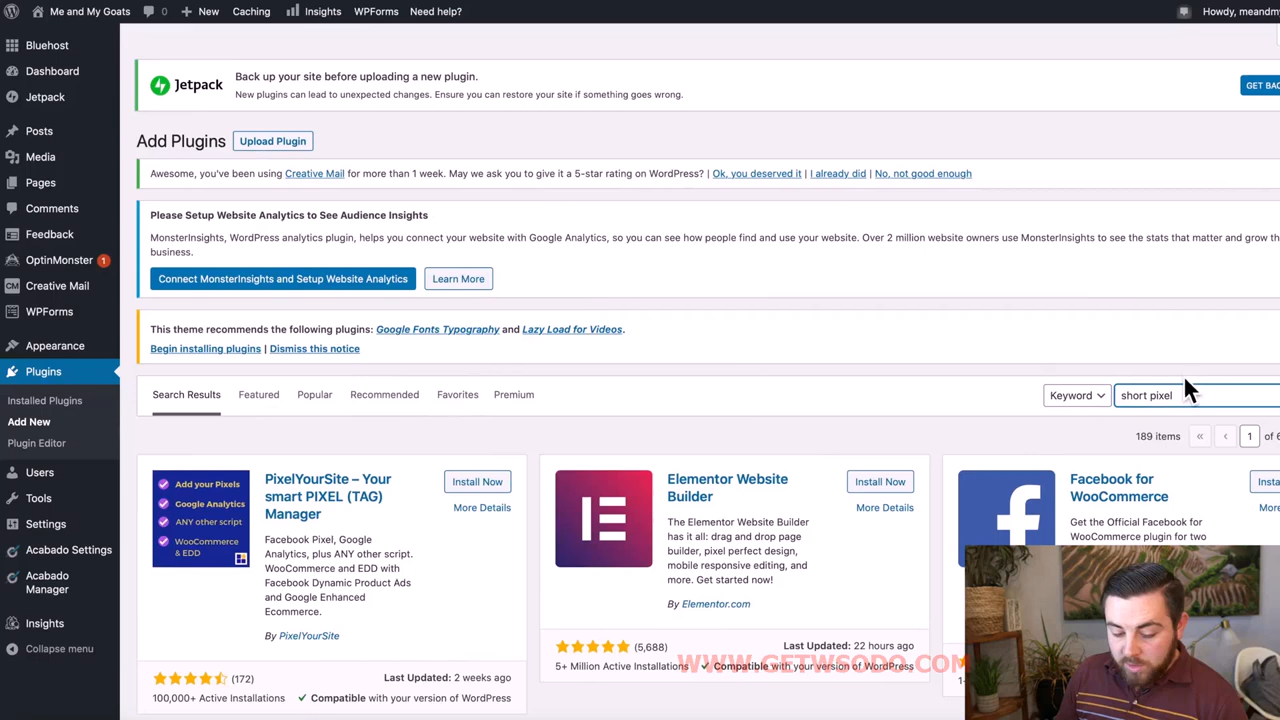 Me and My Goats 0 + New Caching Insights WPForms Need help? Howdy, meandmy
Bluehost
Dashboard
Jetpack
Posts
Media
Pages
Comments
Feedback
OptinMonster 1
CM Creative Mail
WPForms
Appearance
Plugins
Installed Plugins
Add New
Plugin Editor
Users
Tools
Settings
Acabado Settings
Acabado
Manager
Insights
Collapse menu
Jetpack
Back up your site before uploading a new plugin.
New plugins can lead to unexpected changes. Ensure you can restore your site if something goes wrong.
GET BAC
Add Plugins Upload Plugin
Awesome, you've been using Creative Mail for more than 1 week. May we ask you to give it a 5-star rating on WordPress? | Ok, you deserved it | I already did | No, not good enough
Please Setup Website Analytics to See Audience Insights
MonsterInsights, WordPress analytics plugin, helps you connect your website with Google Analytics, so you can see how people find and use your website. Over 2 million website owners use MonsterInsights to see the stats that matter and grow the
business.
Connect MonsterInsights and Setup Website Analytics Learn More
This theme recommends the following plugins: Google Fonts Typography and Lazy Load for Videos.
Begin installing plugins | Dismiss this notice
Search Results Featured Popular Recommended Favorites Premium Keyword short pixel
189 items « ‹ 1 of 6
Add your Pixels
Google Analytics
ANY other script
WooCommerce
& EDD
PixelYourSite – Your
smart PIXEL (TAG)
Manager
Install Now
More Details
Facebook Pixel, Google
Analytics, plus ANY other script.
WooCommerce and EDD with
Facebook Dynamic Product Ads
and Google Enhanced
Ecommerce.
By PixelYourSite
(172)
Last Updated: 2 weeks ago
100,000+ Active Installations
Compatible with your version of WordPress
Elementor Website
Builder
Install Now
More Details
The Elementor Website Builder
has it all: drag and drop page
builder, pixel perfect design,
mobile responsive editing, and
more. Get started now!
By Elementor.com
(5,688)
Last Updated: 22 hours ago
5+ Million Active Installations
Compatible with your version of WordPress
Facebook for
WooCommerce
Insta
More
Get the Official Facebook for
WooCommerce plugin for two
WWW.GETWSODO.COM